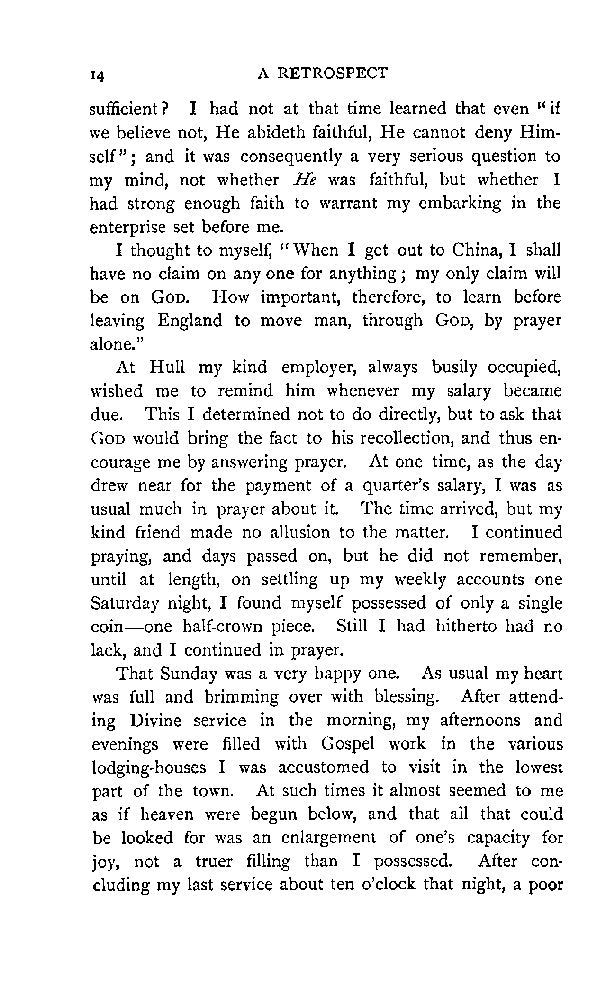 14 A RETROSPECT
sufficient? I had not at that time learned that even "if
we believe not, He abideth faithful, He cannot deny Him-
self"; and it was consequently a very serious question to
my mind, not whether He was faithful, but whether I
had strong enough faith to warrant my embarking in the
enterprise set before me.
I thought to myself, "When I get out to China, I shall
have no claim on any one for anything; my only claim will
be on GOD. How important, therefore, to learn before
leaving England to move man, through GOD, by prayer
alone."
At Hull my kind employer, always busily occupied,
wished me to remind him whenever my salary became
due. This I determined not to do directly, but to ask that
GOD would bring the fact to his recollection, and thus en-
courage me by answering prayer. At one time, as the day
drew near for the payment of a quarter's salary, I was as
usual much in prayer about it. The time arrived, but my
kind friend made no allusion to the matter. I continued
praying, and days passed on, but he did not remember,
until at length, on settling up my weekly accounts one
Saturday night, I found myself possessed of only a single
coin—one half-crown piece. Still I had hitherto had no
lack, and I continued in prayer.
That Sunday was a very happy one. As usual my heart
was full and brimming over with blessing. After attend-
ing Divine service in the morning, my afternoons and
evenings were filled with Gospel work in the various
lodging-houses I was accustomed to visit in the lowest
part of the town. At such times it almost seemed to me
as if heaven were begun below, and that all that could
be looked for was an enlargement of one's capacity for
joy, not a truer filling than I possessed. After con-
cluding my last service about ten o'clock that night, a poor